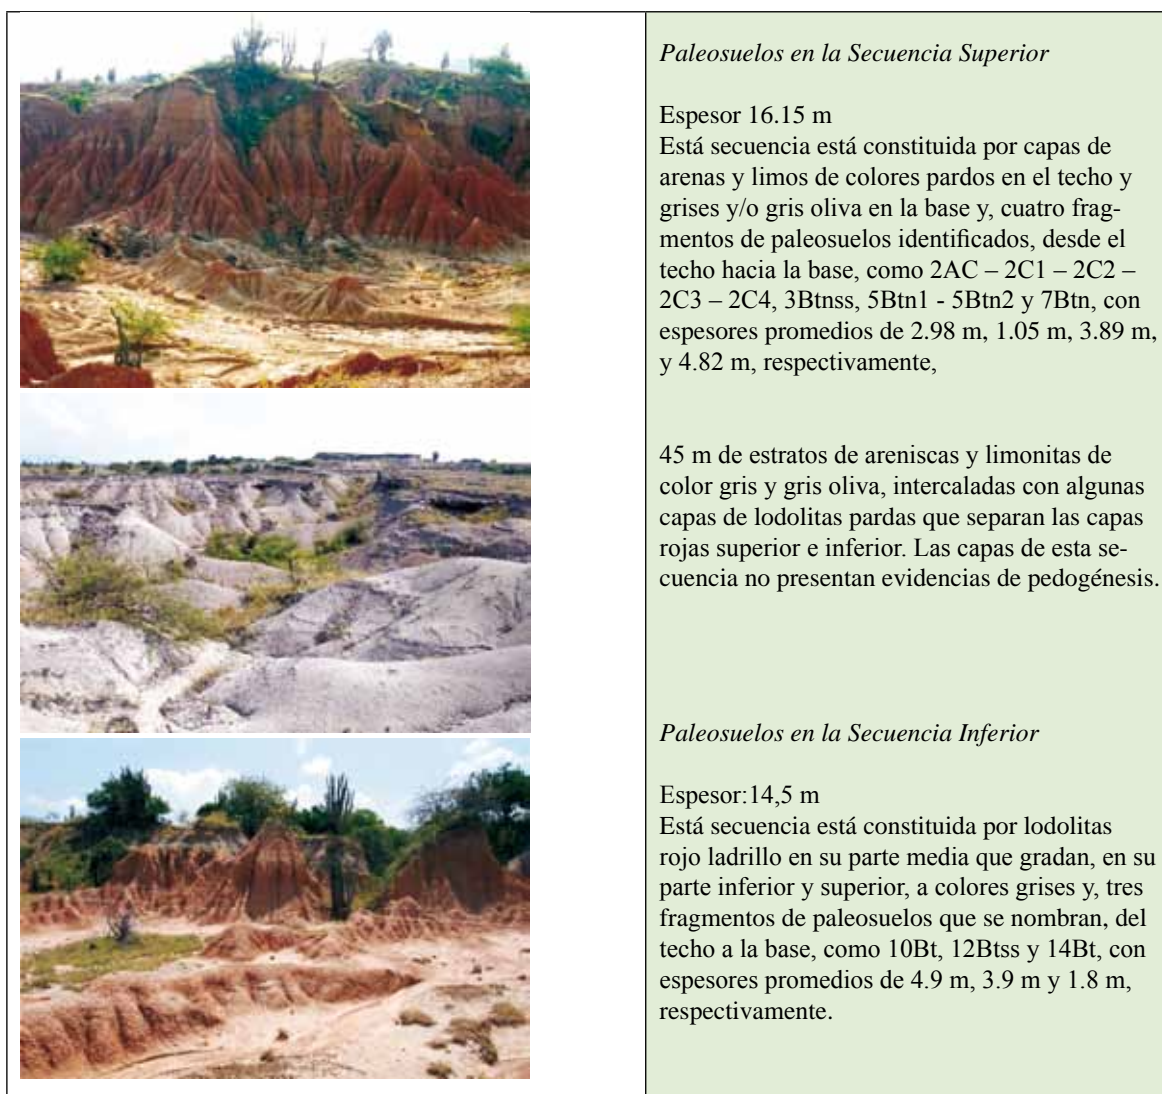 Paleosuelos en la Secuencia Superior
Espesor 16.15 m
Está secuencia está constituida por capas de
arenas y limos de colores pardos en el techo y
grises y/o gris oliva en la base y, cuatro frag-
mentos de paleosuelos identificados, desde el
techo hacia la base, como 2AC – 2C1 – 2C2 –
2C3 – 2C4, 3Btnss, 5Btn1 - 5Btn2 y 7Btn, con
espesores promedios de 2.98 m, 1.05 m, 3.89 m,
y 4.82 m, respectivamente,
45 m de estratos de areniscas y limonitas de
color gris y gris oliva, intercaladas con algunas
capas de lodolitas pardas que separan las capas
rojas superior e inferior. Las capas de esta se-
cuencia no presentan evidencias de pedogénesis.
Paleosuelos en la Secuencia Inferior
Espesor:14,5 m
Está secuencia está constituida por lodolitas
rojo ladrillo en su parte media que gradan, en su
parte inferior y superior, a colores grises y, tres
fragmentos de paleosuelos que se nombran, del
techo a la base, como 10Bt, 12Btss y 14Bt, con
espesores promedios de 4.9 m, 3.9 m y 1.8 m,
respectivamente.